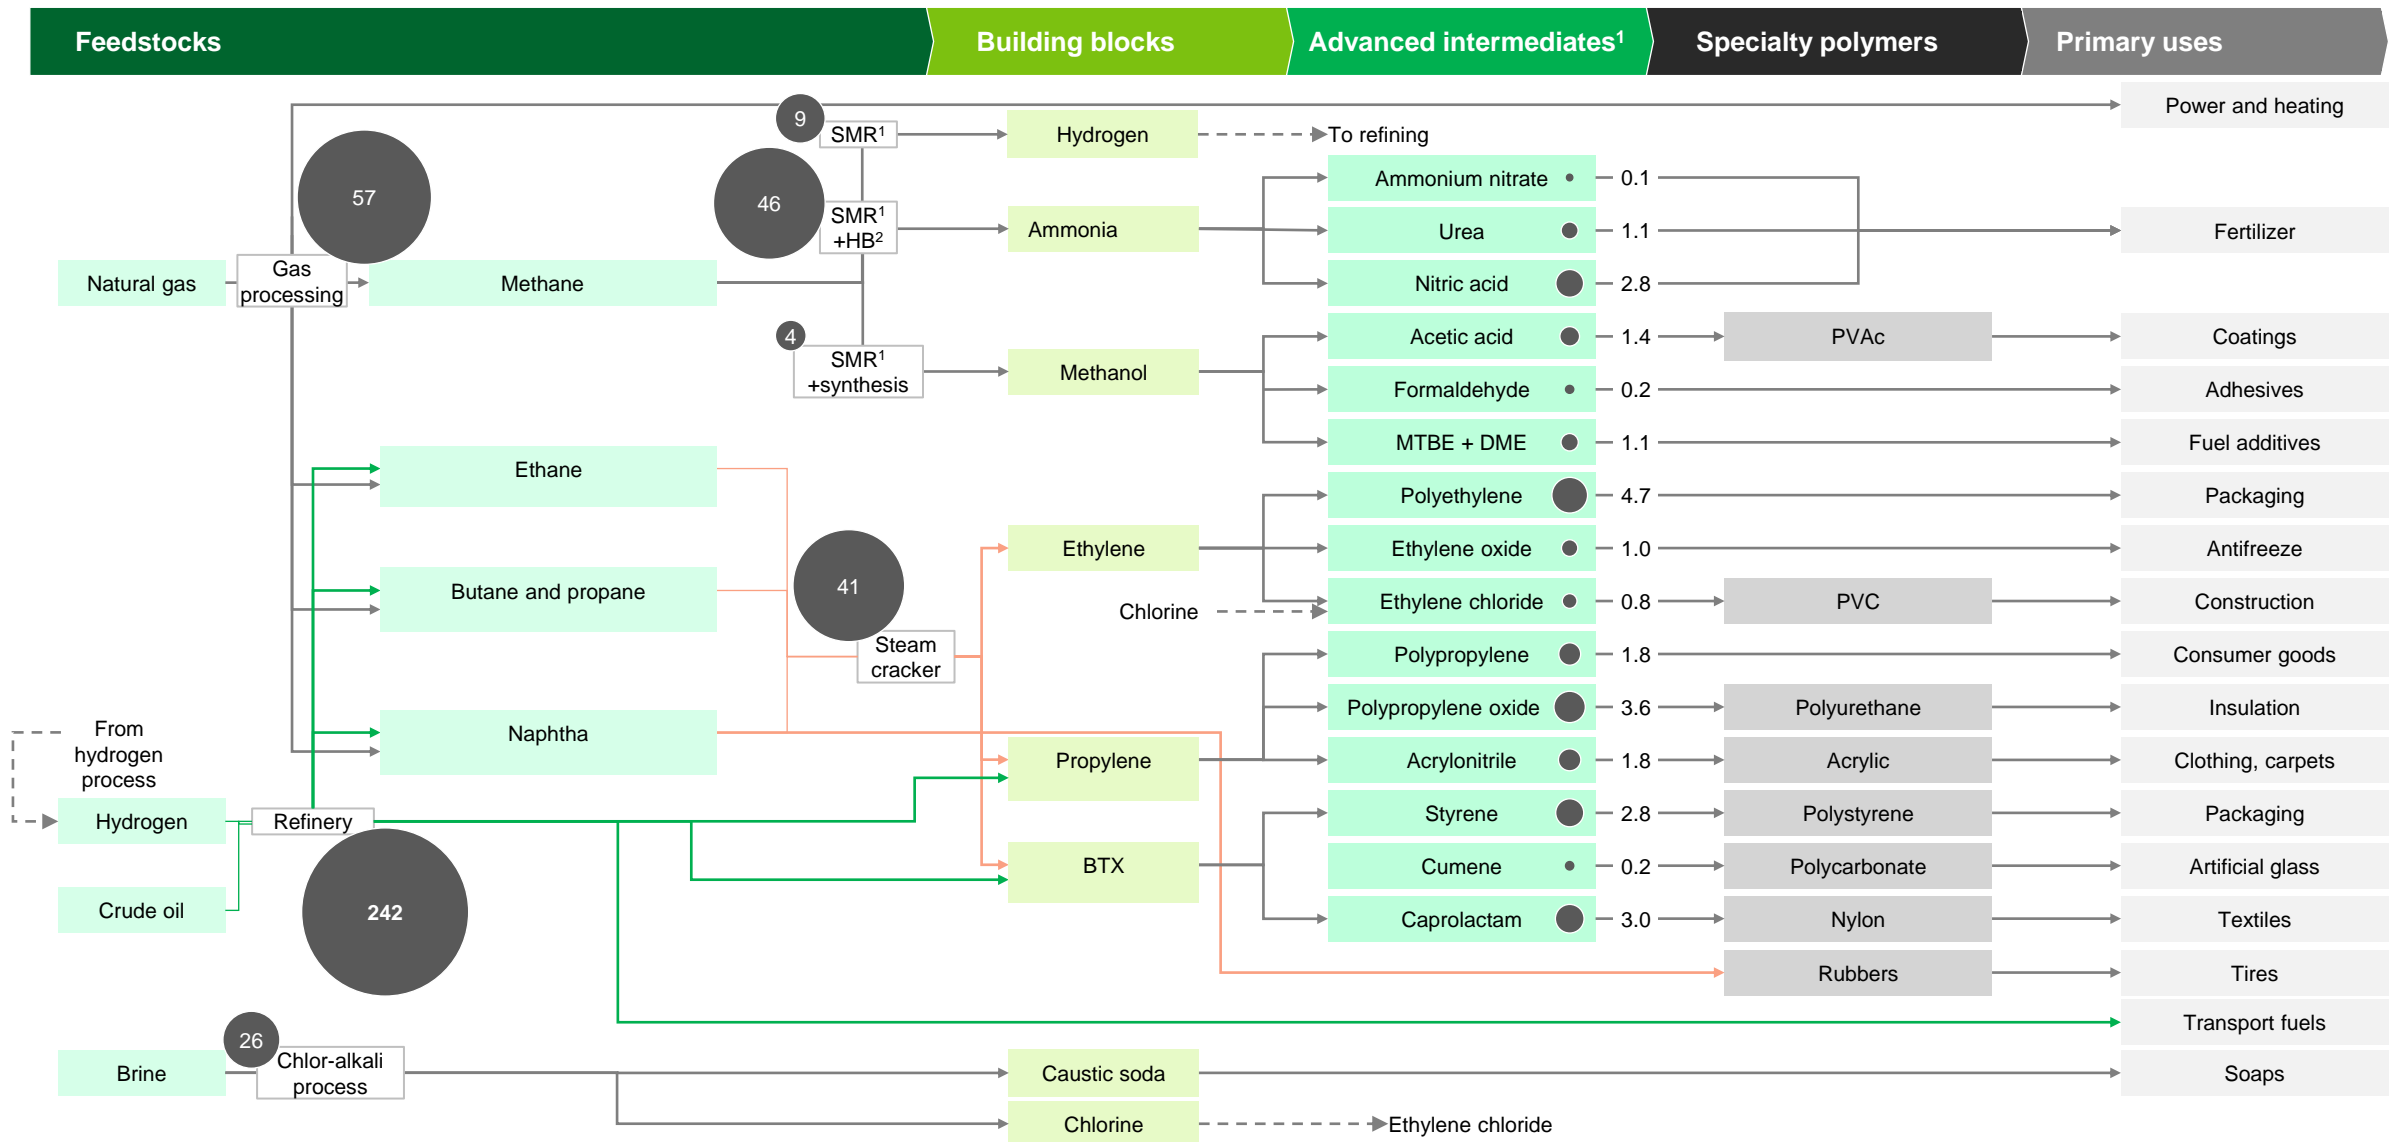 Feedstocks
Building blocks
Advanced intermediates¹
Specialty polymers
Primary uses
Power and heating
9
SMR¹
Hydrogen
To refining
57
46
SMR¹
+HB²
Ammonia
Ammonium nitrate
0.1
Urea
1.1
Fertilizer
Natural gas
Gas
processing
Methane
Nitric acid
2.8
4
SMR¹
+synthesis
Methanol
Acetic acid
1.4
PVAc
Coatings
Formaldehyde
0.2
Adhesives
MTBE + DME
1.1
Fuel additives
Ethane
Polyethylene
4.7
Packaging
Ethylene
Ethylene oxide
1.0
Antifreeze
Butane and propane
41
Chlorine
Ethylene chloride
0.8
PVC
Construction
Steam
cracker
Polypropylene
1.8
Consumer goods
Naphtha
Polypropylene oxide
3.6
Polyurethane
Insulation
From
hydrogen
process
Propylene
Acrylonitrile
1.8
Acrylic
Clothing, carpets
Hydrogen
Refinery
Styrene
2.8
Polystyrene
Packaging
BTX
Cumene
0.2
Polycarbonate
Artificial glass
Crude oil
242
Caprolactam
3.0
Nylon
Textiles
Rubbers
Tires
Transport fuels
26
Brine
Chlor-alkali
process
Caustic soda
Soaps
Chlorine
Ethylene chloride